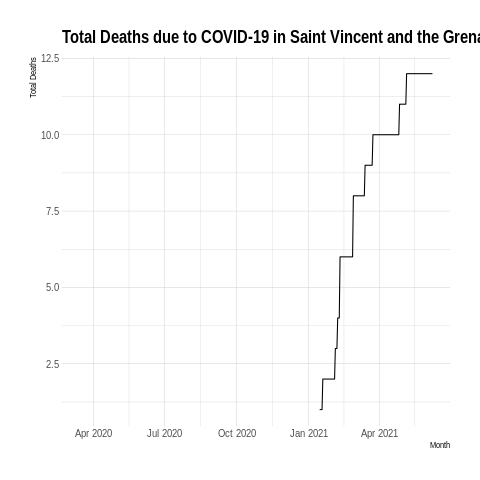 Total Deaths due to COVID-19 in Saint Vincent and the Grena
Total Deaths
12.5
10.0
7.5
5.0
2.5
Apr 2020 Jul 2020 Oct 2020 Jan 2021 Apr 2021
Month